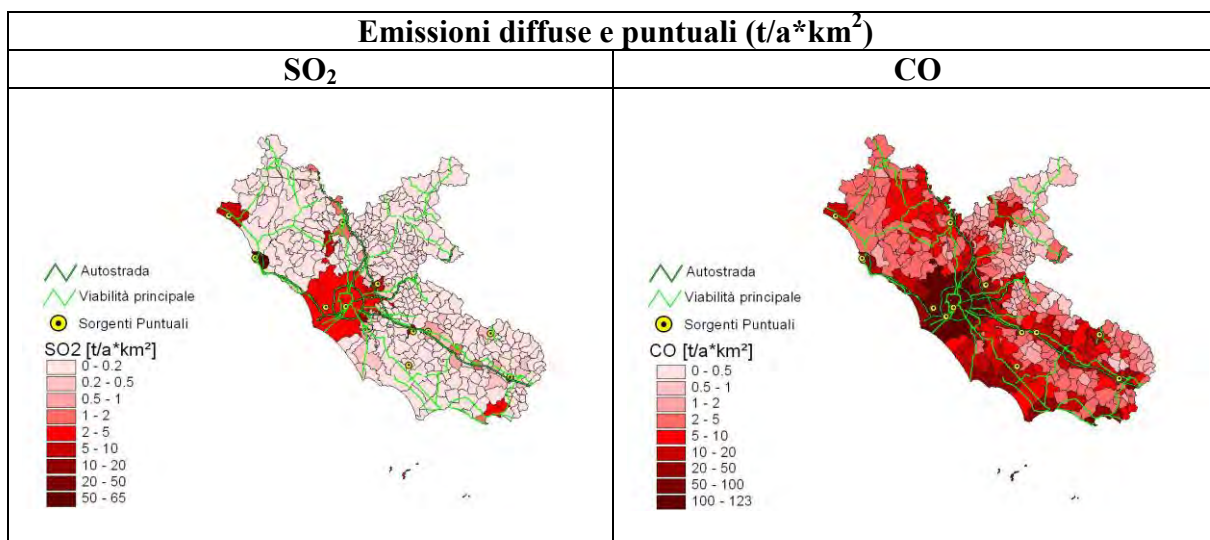 Emissioni diffuse e puntuali (t/a*km²)
SO₂
CO
Autostrada
Viabilità principale
Sorgenti Puntuali
SO2 [t/a*km²]
0 - 0.2
0.2 - 0.5
0.5 - 1
1 - 2
2 - 5
5 - 10
10 - 20
20 - 50
50 - 65
Autostrada
Viabilità principale
Sorgenti Puntuali
CO [t/a*km²]
0 - 0.5
0.5 - 1
1 - 2
2 - 5
5 - 10
10 - 20
20 - 50
50 - 100
100 - 123